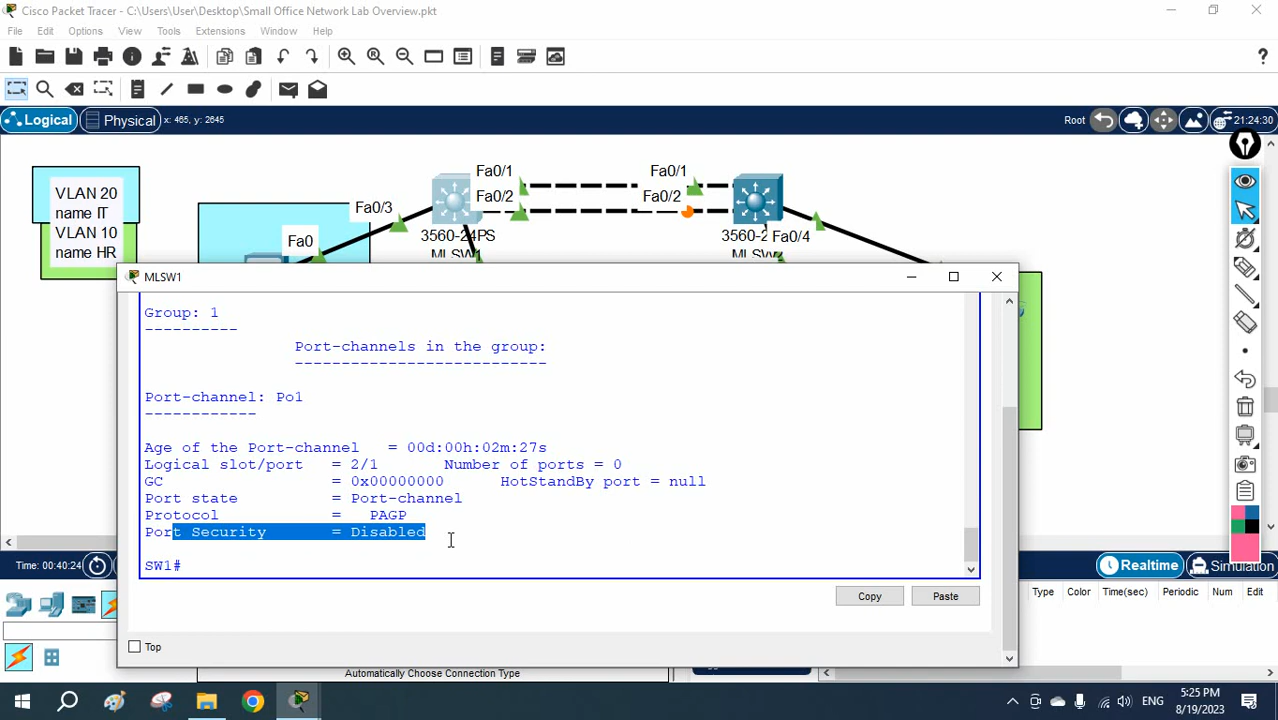 Cisco Packet Tracer - C:\Users\User\Desktop\Small Office Network Lab Overview.pkt
File Edit Options View Tools Extensions Window Help
Logical Physical x: 465, y: 2645 Root 21:24:30
VLAN 20
name IT
VLAN 10
name HR
Fa0/1 Fa0/1
Fa0/2 Fa0/2
Fa0/3
Fa0
3560-24PS
MLSW1
3560-2
Fa0/4
MLSW1
Group: 1
----------
Port-channels in the group:
---------------------------
Port-channel: Po1
------------
Age of the Port-channel = 00d:00h:02m:27s
Logical slot/port = 2/1 Number of ports = 0
GC = 0x00000000 HotStandBy port = null
Port state = Port-channel
Protocol = PAGP
Port Security = Disabled
SW1#
Copy Paste
Top
Time: 00:40:24 Realtime Simulation
Type Color Time(sec) Periodic Num Edit
Automatically Choose Connection Type
ENG
5:25 PM
8/19/2023